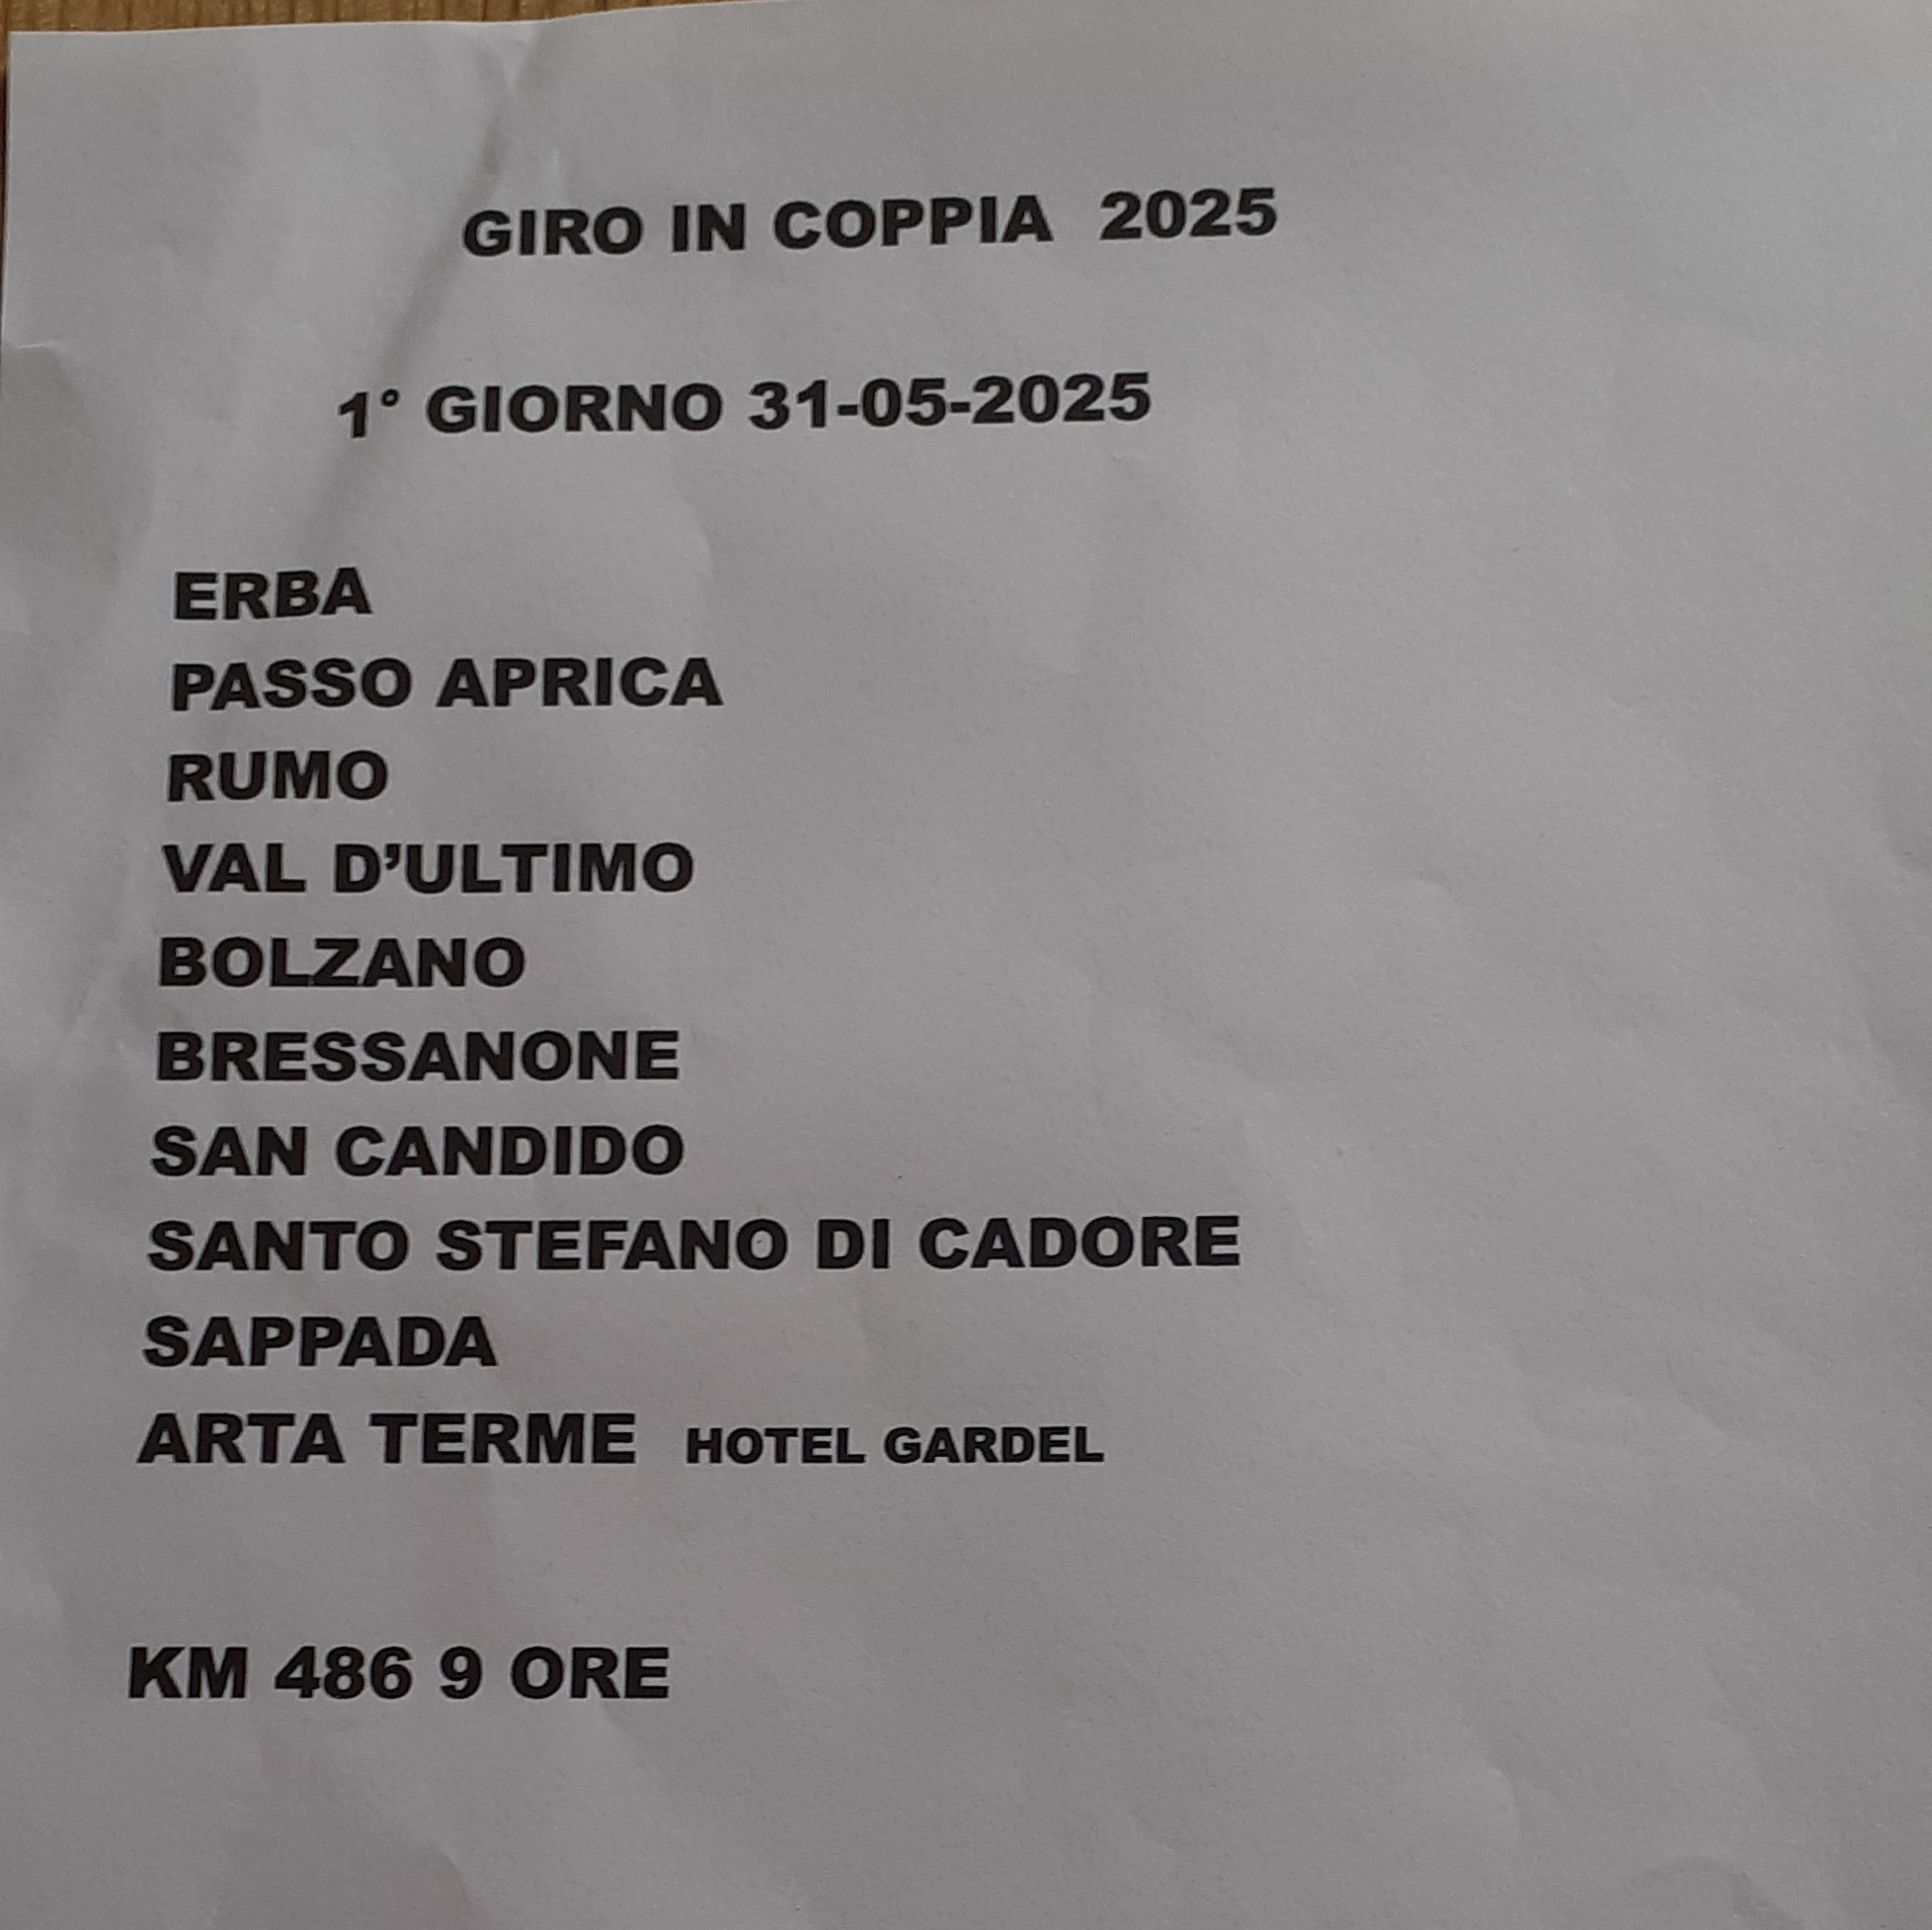 GIRO IN COPPIA 2025
1° GIORNO 31-05-2025
ERBA
PASSO APRICA
RUMO
VAL D’ULTIMO
BOLZANO
BRESSANONE
SAN CANDIDO
SANTO STEFANO DI CADORE
SAPPADA
ARTA TERME HOTEL GARDEL
KM 486 9 ORE